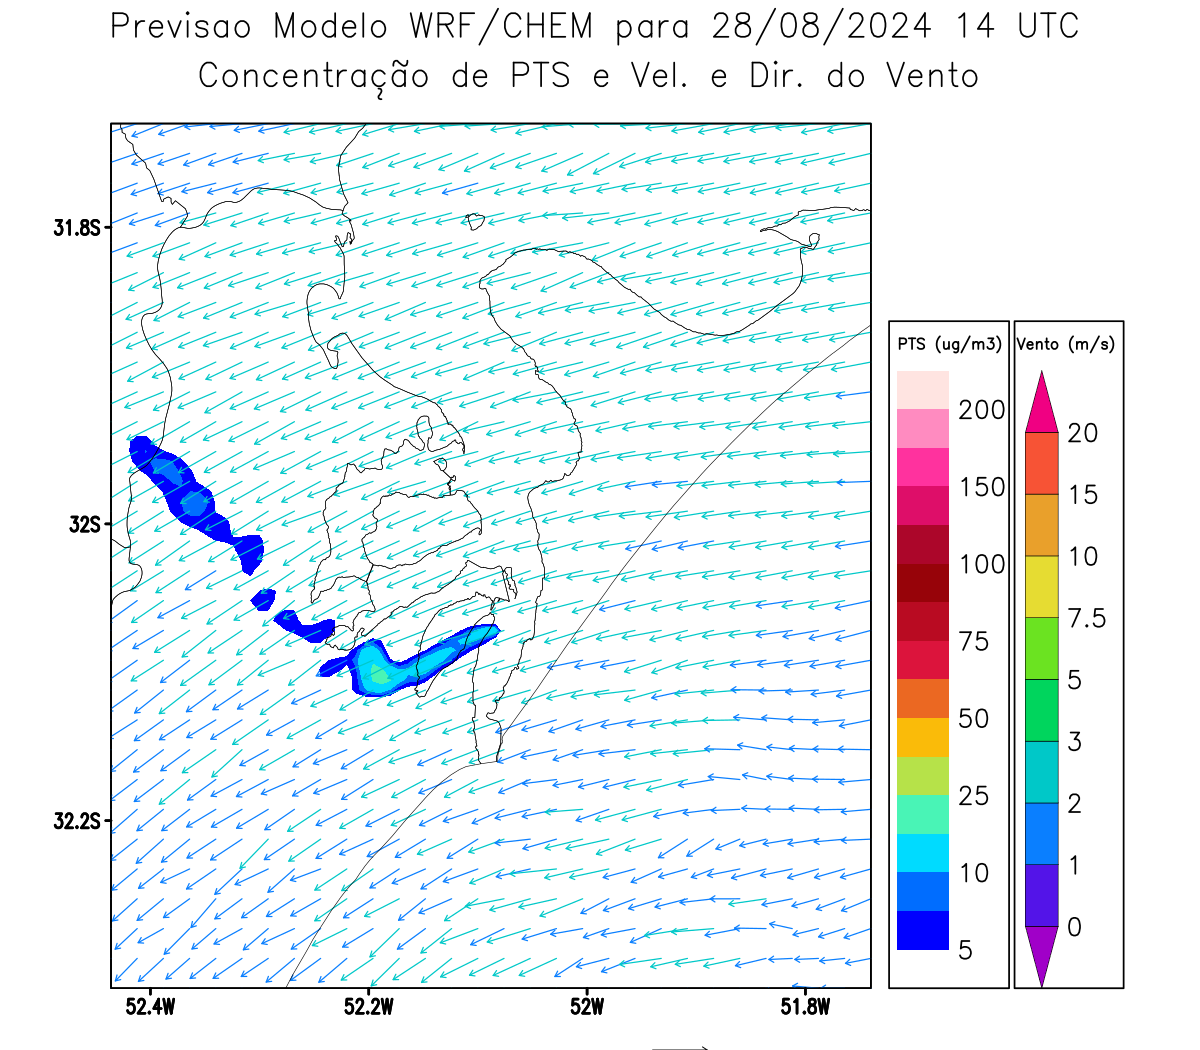 Previsao Modelo WRF/CHEM para 28/08/2024 14 UTC
Concentração de PTS e Vel. e Dir. do Vento
31.8S
32S
32.2S
52.4W 52.2W 52W 51.8W
PTS (ug/m3)
200
150
100
75
50
25
10
5
Vento (m/s)
20
15
10
7.5
5
3
2
1
0